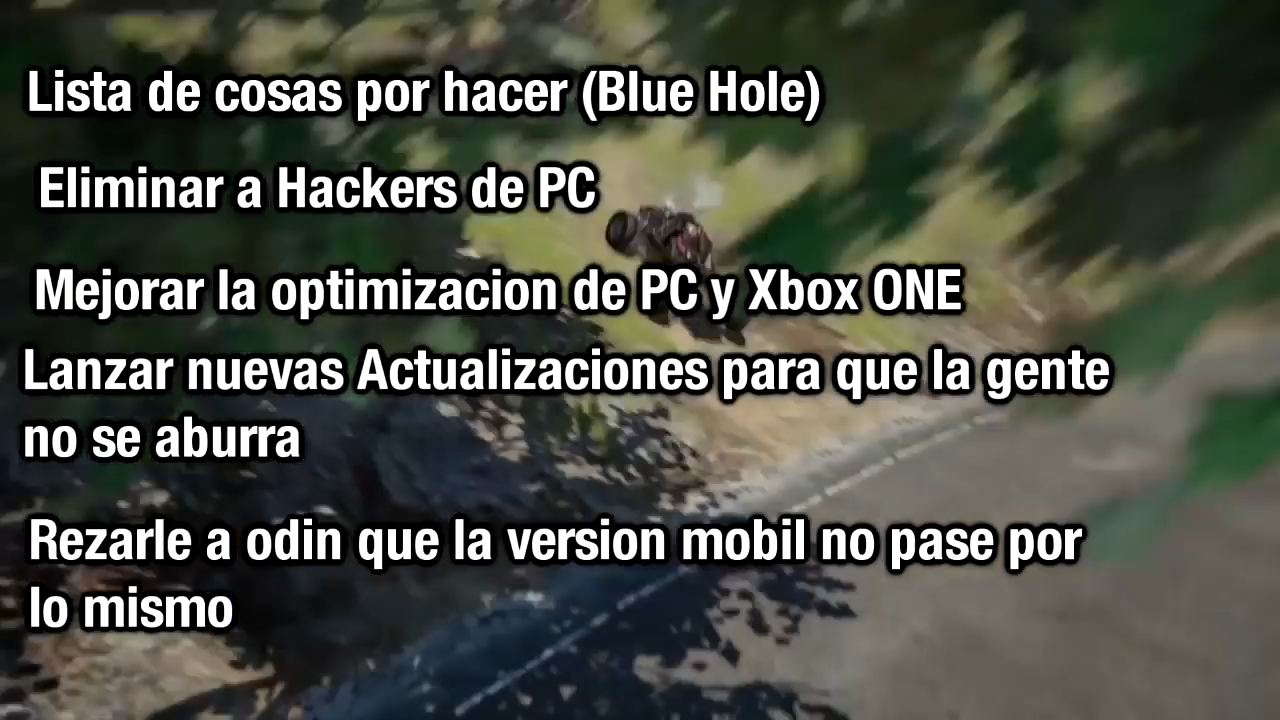 Lista de cosas por hacer (Blue Hole)
Eliminar a Hackers de PC
Mejorar la optimizacion de PC y Xbox ONE
Lanzar nuevas Actualizaciones para que la gente
no se aburra
Rezarle a odin que la version mobil no pase por
lo mismo